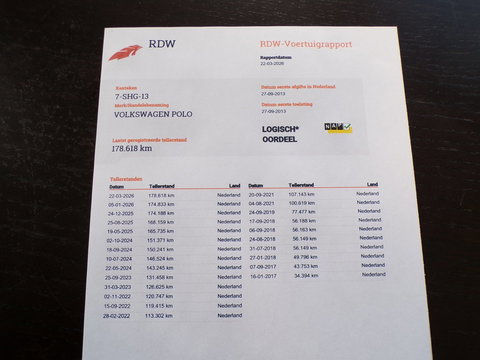 RDW
RDW-Voertuigrapport
Rapportdatum
22-03-2026
Kenteken
7-SHG-13
Merk/Handelsbenaming
VOLKSWAGEN POLO
Laatst geregistreerde tellerstand
178.618 km
Datum eerste afgifte in Nederland
27-09-2013
Datum eerste toelating
27-09-2013
LOGISCH*
OORDEEL
NAP
Tellerstanden
Datum Tellerstand Land Datum Tellerstand Land
22-03-2026 178.618 km Nederland 20-09-2021 107.143 km Nederland
05-01-2026 174.833 km Nederland 04-08-2021 100.619 km Nederland
24-12-2025 174.188 km Nederland 24-09-2019 77.477 km Nederland
25-08-2025 168.159 km Nederland 17-09-2018 56.188 km Nederland
19-05-2025 165.735 km Nederland 06-09-2018 56.163 km Nederland
02-10-2024 151.371 km Nederland 24-08-2018 56.149 km Nederland
18-09-2024 150.241 km Nederland 31-07-2018 56.149 km Nederland
10-07-2024 146.524 km Nederland 27-01-2018 49.796 km Nederland
22-05-2024 143.245 km Nederland 07-09-2017 43.753 km Nederland
25-09-2023 131.458 km Nederland 16-01-2017 34.394 km Nederland
31-03-2023 126.625 km Nederland
02-11-2022 120.747 km Nederland
15-09-2022 119.415 km Nederland
28-02-2022 113.302 km Nederland